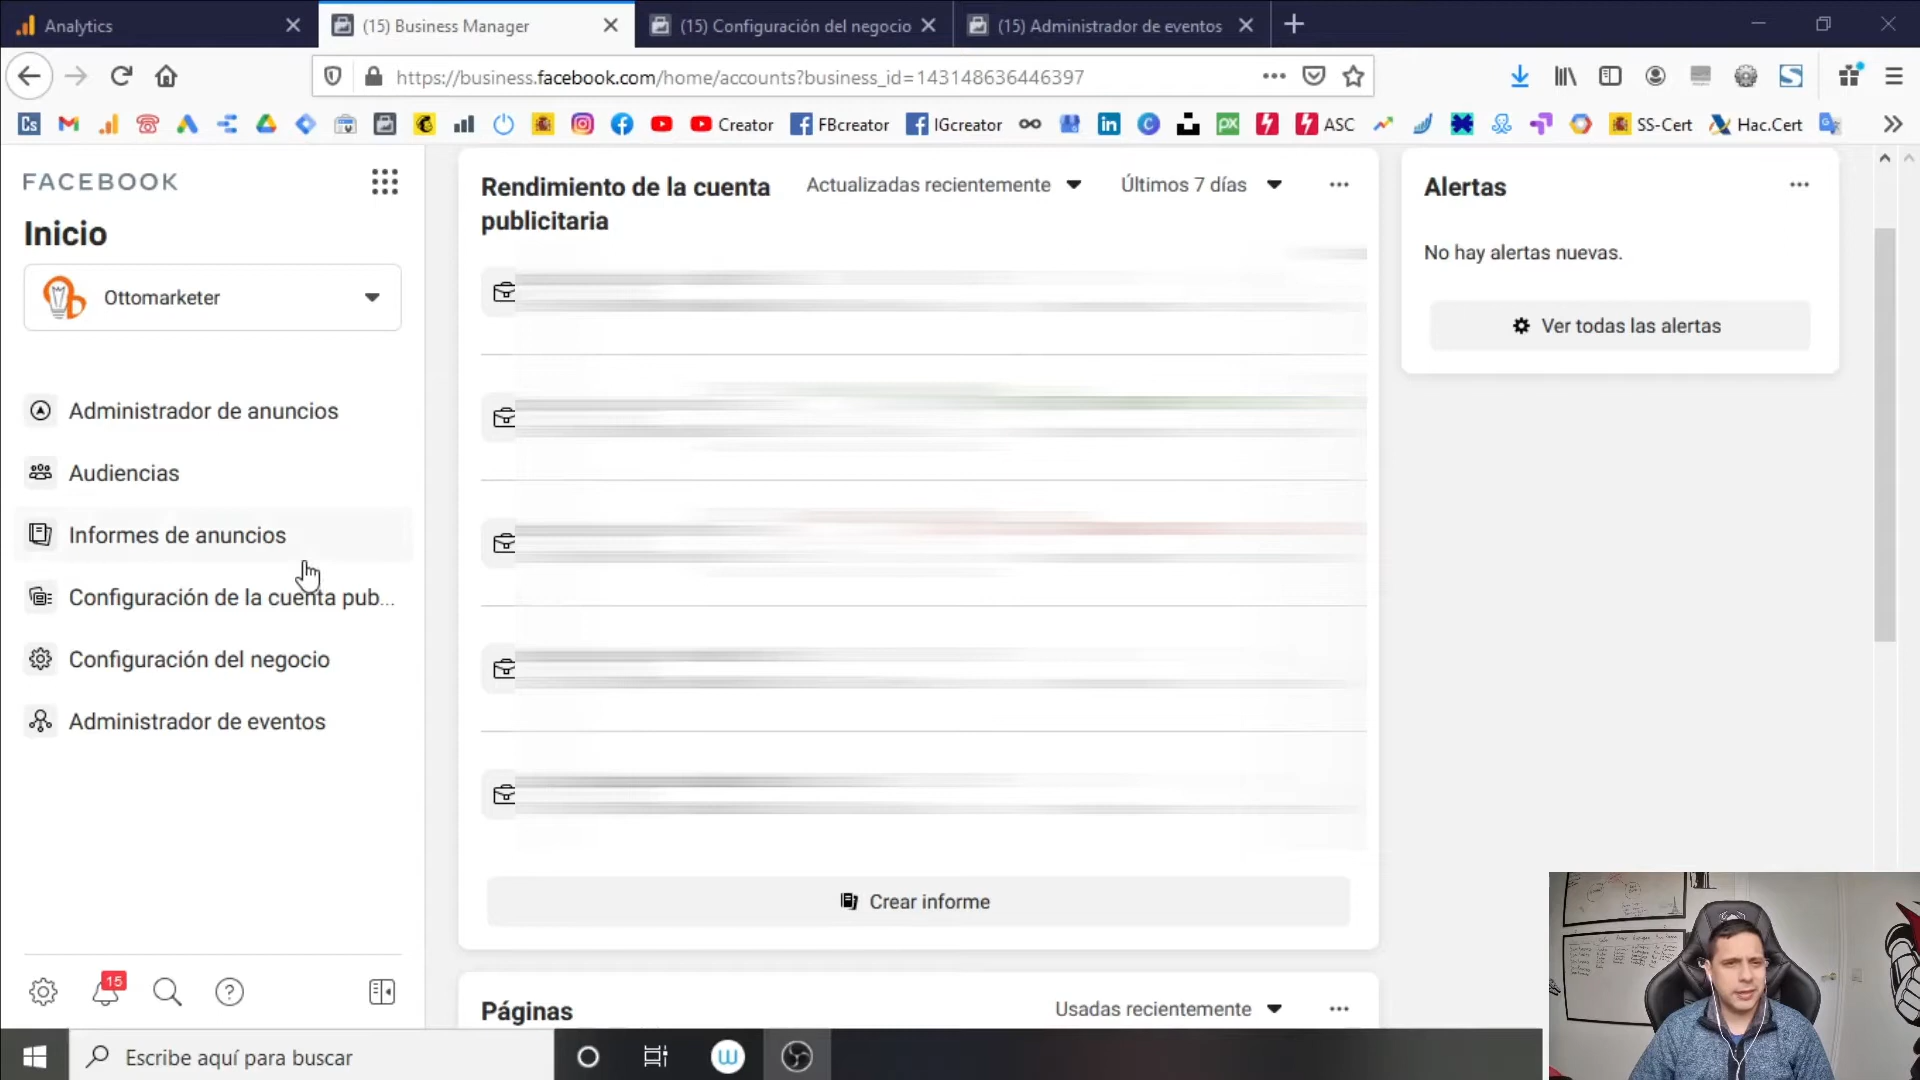 Analytics
(15) Business Manager
(15) Configuración del negocio
(15) Administrador de eventos
https://business.facebook.com/home/accounts?business_id=143148636446397
Cs
Creator
FBcreator
IGcreator
ASC
SS-Cert
Hac.Cert
FACEBOOK
Inicio
Ottomarketer
Administrador de anuncios
Audiencias
Informes de anuncios
Configuración de la cuenta pub...
Configuración del negocio
Administrador de eventos
15
Rendimiento de la cuenta
publicitaria
Actualizadas recientemente
Últimos 7 días
Crear informe
Páginas
Usadas recientemente
Alertas
No hay alertas nuevas.
Ver todas las alertas
Escribe aquí para buscar